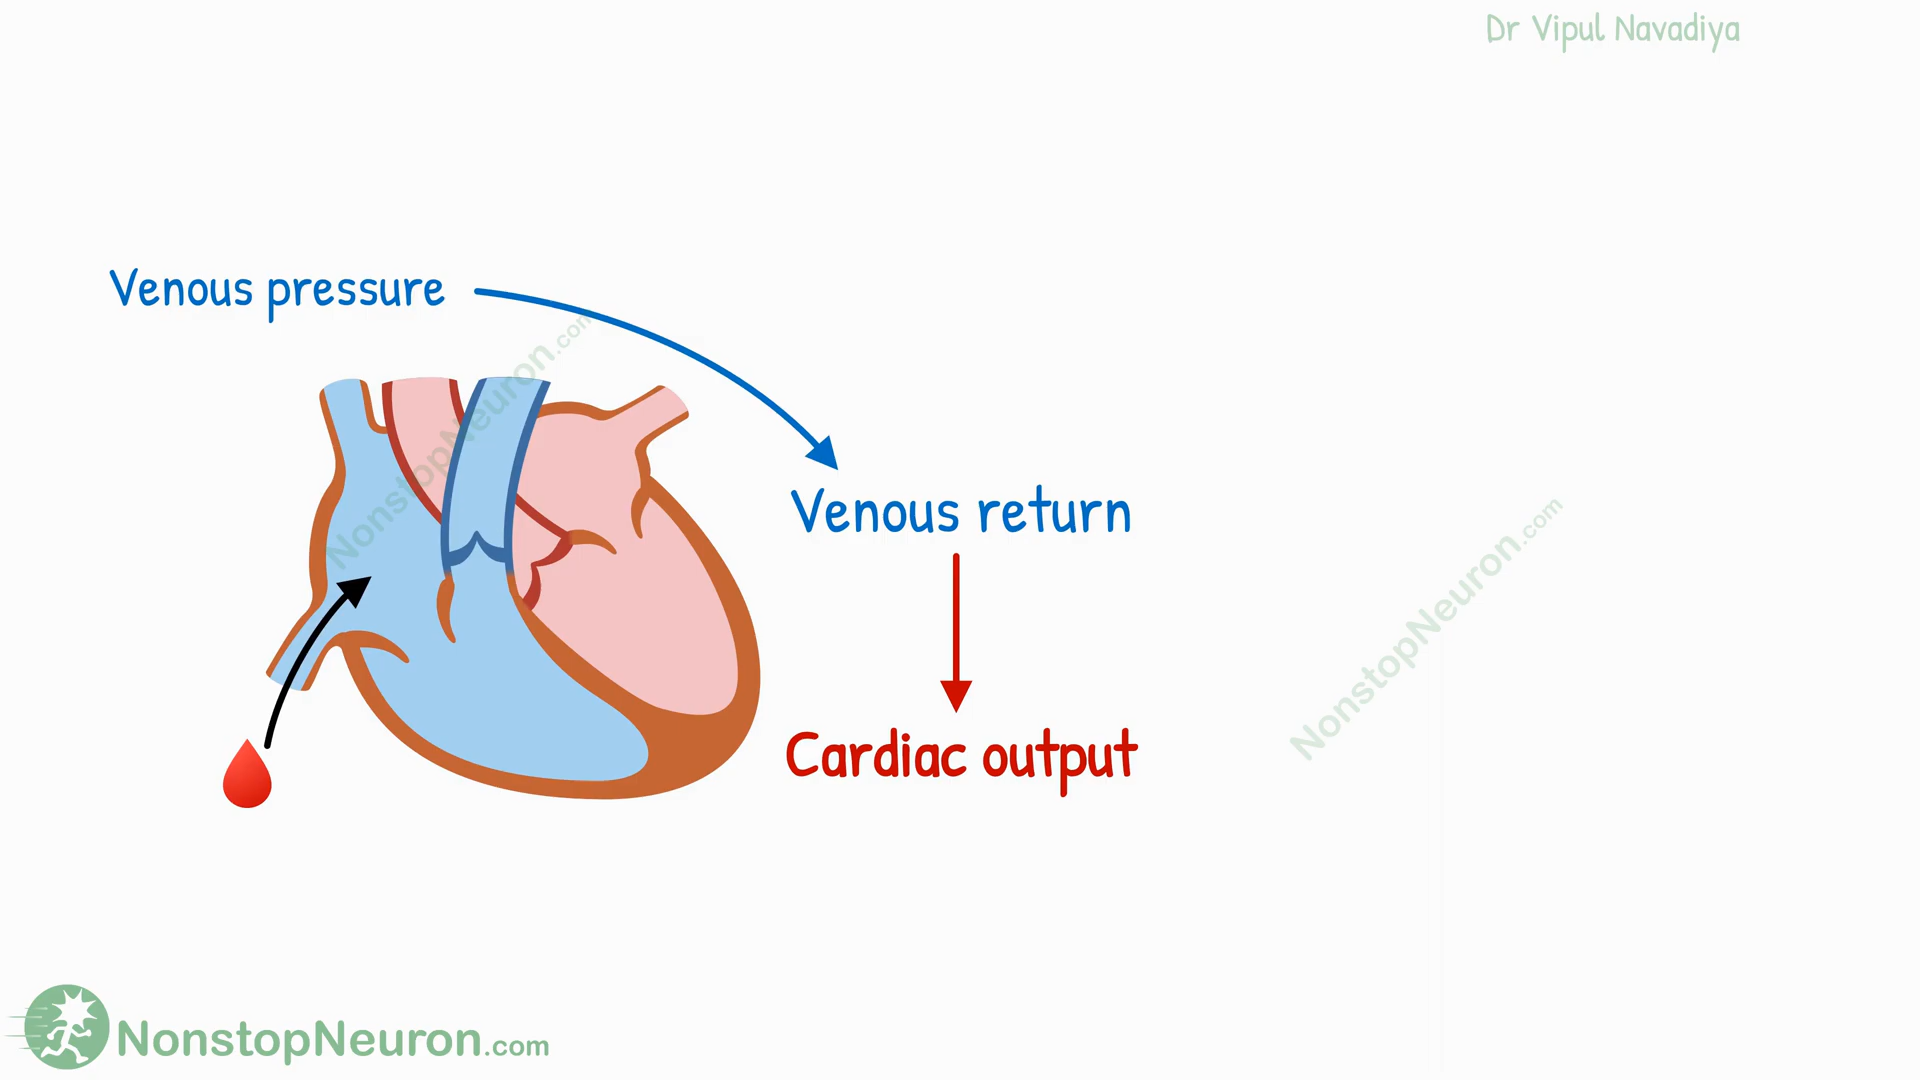 Dr Vipul Navadiya
Venous pressure
NonstopNeuron.com
Venous return
NonstopNeuron.com
Cardiac output
NonstopNeuron.com